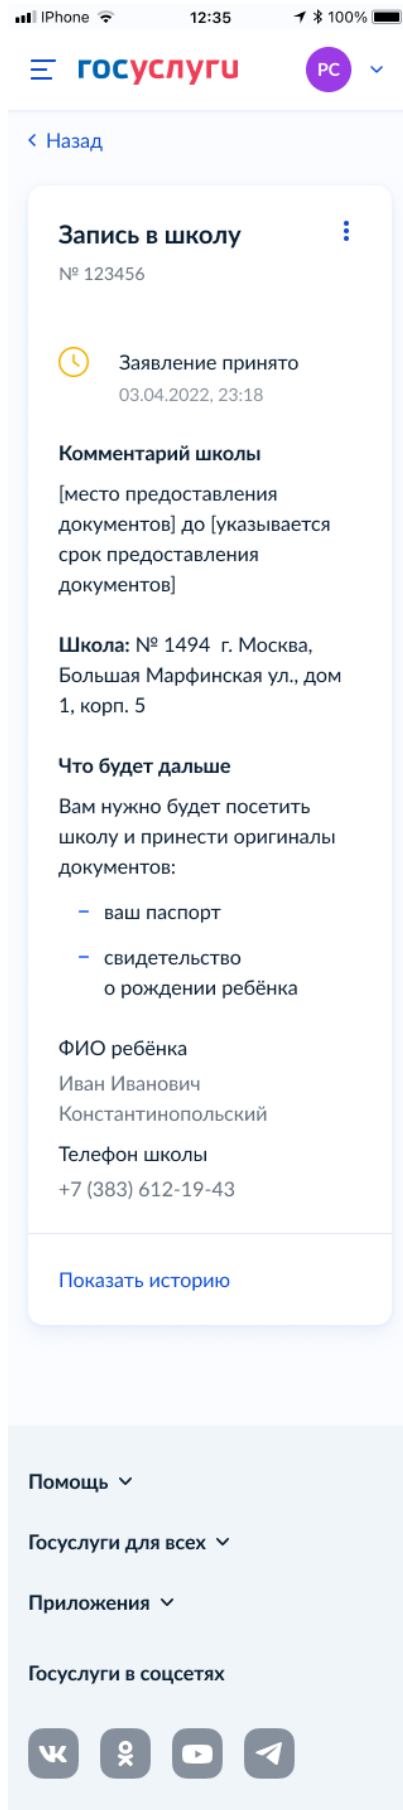 IPhone 12:35 100%
госуслуги РС
Назад
Запись в школу
№ 123456
Заявление принято
03.04.2022, 23:18
Комментарий школы
[место предоставления
документов] до [указывается
срок предоставления
документов]
Школа: № 1494 г. Москва,
Большая Марфинская ул., дом
1, корп. 5
Что будет дальше
Вам нужно будет посетить
школу и принести оригиналы
документов:
– ваш паспорт
– свидетельство
о рождении ребёнка
ФИО ребёнка
Иван Иванович
Константинопольский
Телефон школы
+7 (383) 612-19-43
Показать историю
Помощь
Госуслуги для всех
Приложения
Госуслуги в соцсетях